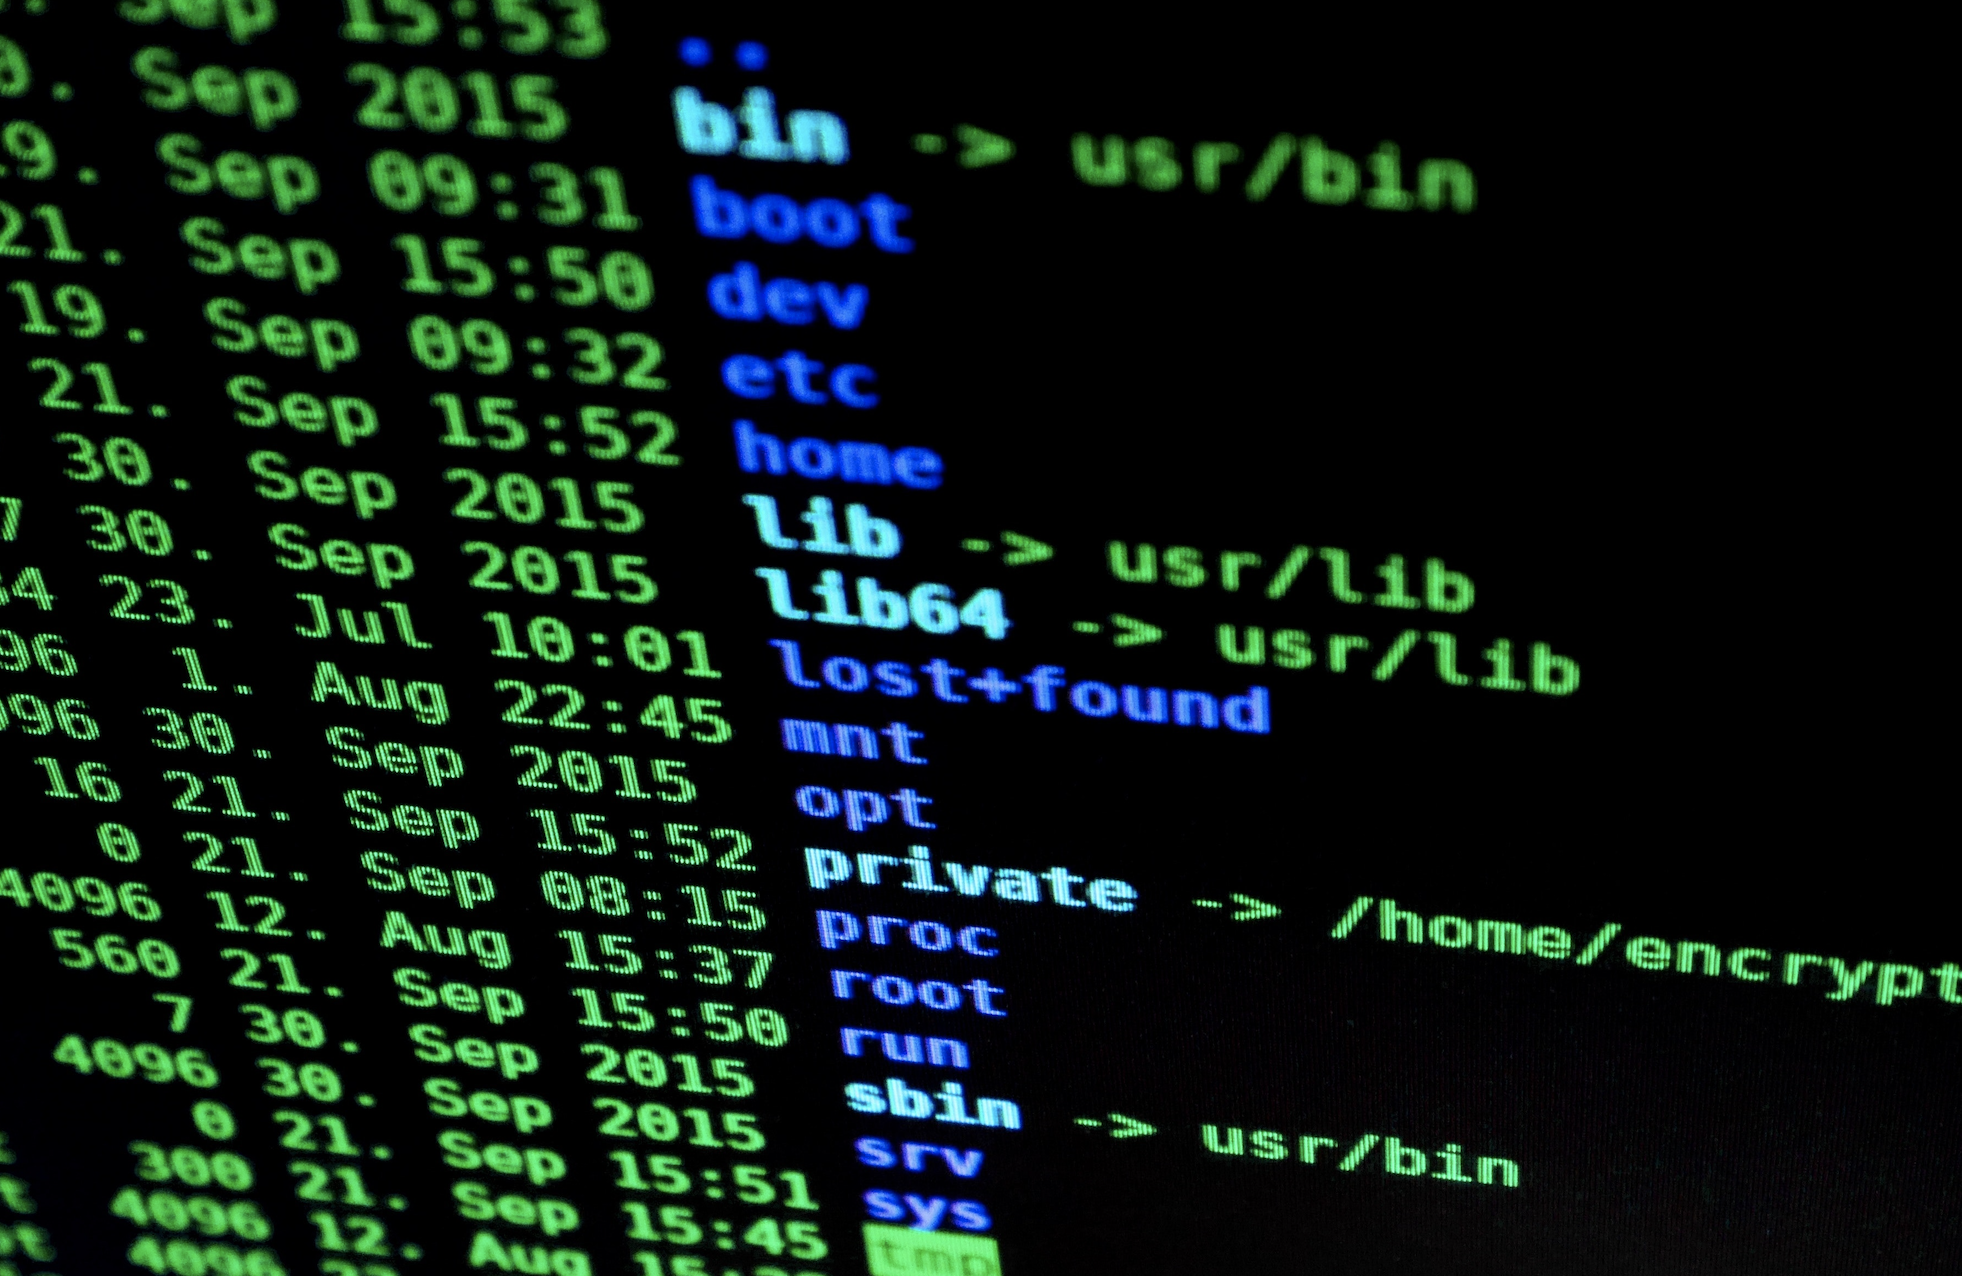 . Sep 15:53 ..
0. Sep 2015 bin -> usr/bin
19. Sep 09:31 boot
21. Sep 15:50 dev
19. Sep 09:32 etc
21. Sep 15:52 home
30. Sep 2015 lib -> usr/lib
7 30. Sep 2015 lib64 -> usr/lib
84 23. Jul 10:01 lost+found
96 1. Aug 22:45 mnt
096 30. Sep 2015 opt
16 21. Sep 15:52 private -> /home/encrypt
0 21. Sep 08:15 proc
4096 12. Aug 15:37 root
560 21. Sep 15:50 run
7 30. Sep 2015 sbin -> usr/bin
4096 30. Sep 2015 srv
0 21. Sep 15:51 sys
t 300 21. Sep 15:45 tmp
4096 12. Aug
4096